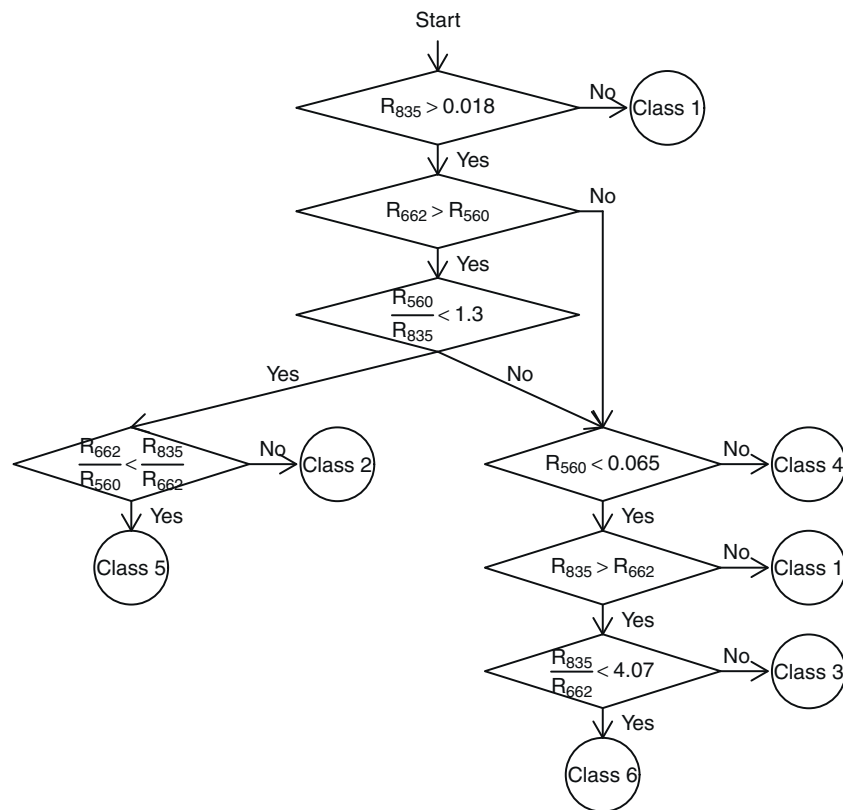 Start
R835 > 0.018
No
Class 1
Yes
R662 > R560
No
Yes
R560
R835
< 1.3
Yes
No
R662
R560
<
R835
R662
No
Class 2
R560 < 0.065
No
Class 4
Yes
Yes
Class 5
R835 > R662
No
Class 1
Yes
R835
R662
< 4.07
No
Class 3
Yes
Class 6